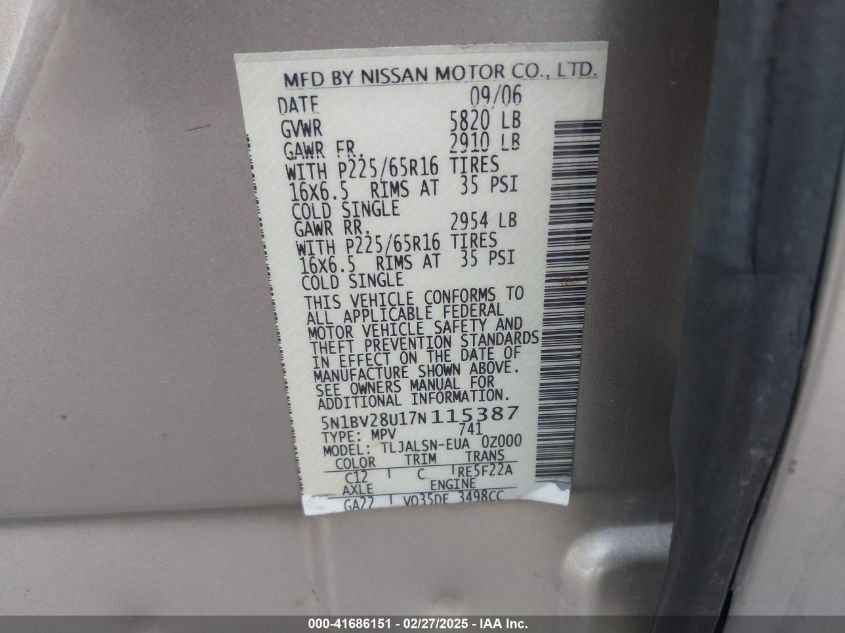 MFD BY NISSAN MOTOR CO., LTD.
DATE 09/06
GVWR 5820 LB
GAWR FR. 2910 LB
WITH P225/65R16 TIRES
16X6.5 RIMS AT 35 PSI
COLD SINGLE
GAWR RR. 2954 LB
WITH P225/65R16 TIRES
16X6.5 RIMS AT 35 PSI
COLD SINGLE
THIS VEHICLE CONFORMS TO
ALL APPLICABLE FEDERAL
MOTOR VEHICLE SAFETY AND
THEFT PREVENTION STANDARDS
IN EFFECT ON THE DATE OF
MANUFACTURE SHOWN ABOVE.
SEE OWNERS MANUAL FOR
ADDITIONAL INFORMATION.
5N1BV28U17N115387
TYPE: MPV 741
MODEL: TLJALSN-EUA 0Z000
COLOR TRIM TRANS
C12 C RE5F22A
AXLE ENGINE
GA22 VQ35DE 3498CC
000-41686151 - 02/27/2025 - IAA Inc.